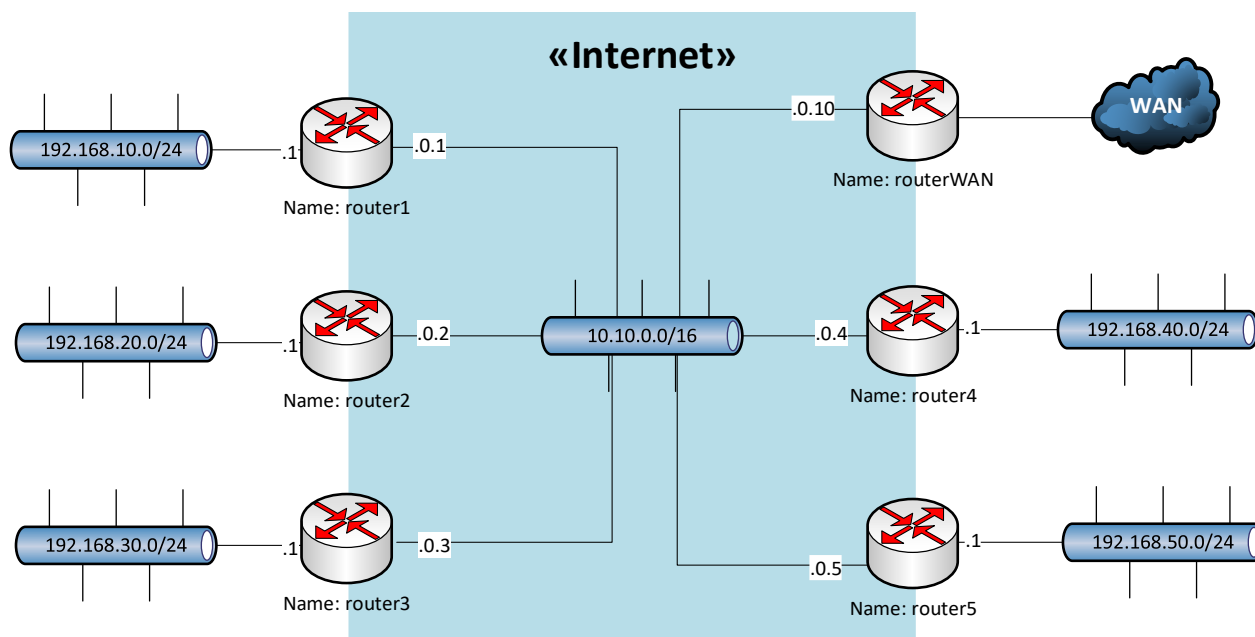 «Internet»
.0.10
WAN
192.168.10.0/24
.1
.0.1
Name: router1
Name: routerWAN
192.168.20.0/24
.1
.0.2
10.10.0.0/16
.0.4
.1
192.168.40.0/24
Name: router2
Name: router4
192.168.30.0/24
.1
.0.3
.0.5
.1
192.168.50.0/24
Name: router3
Name: router5